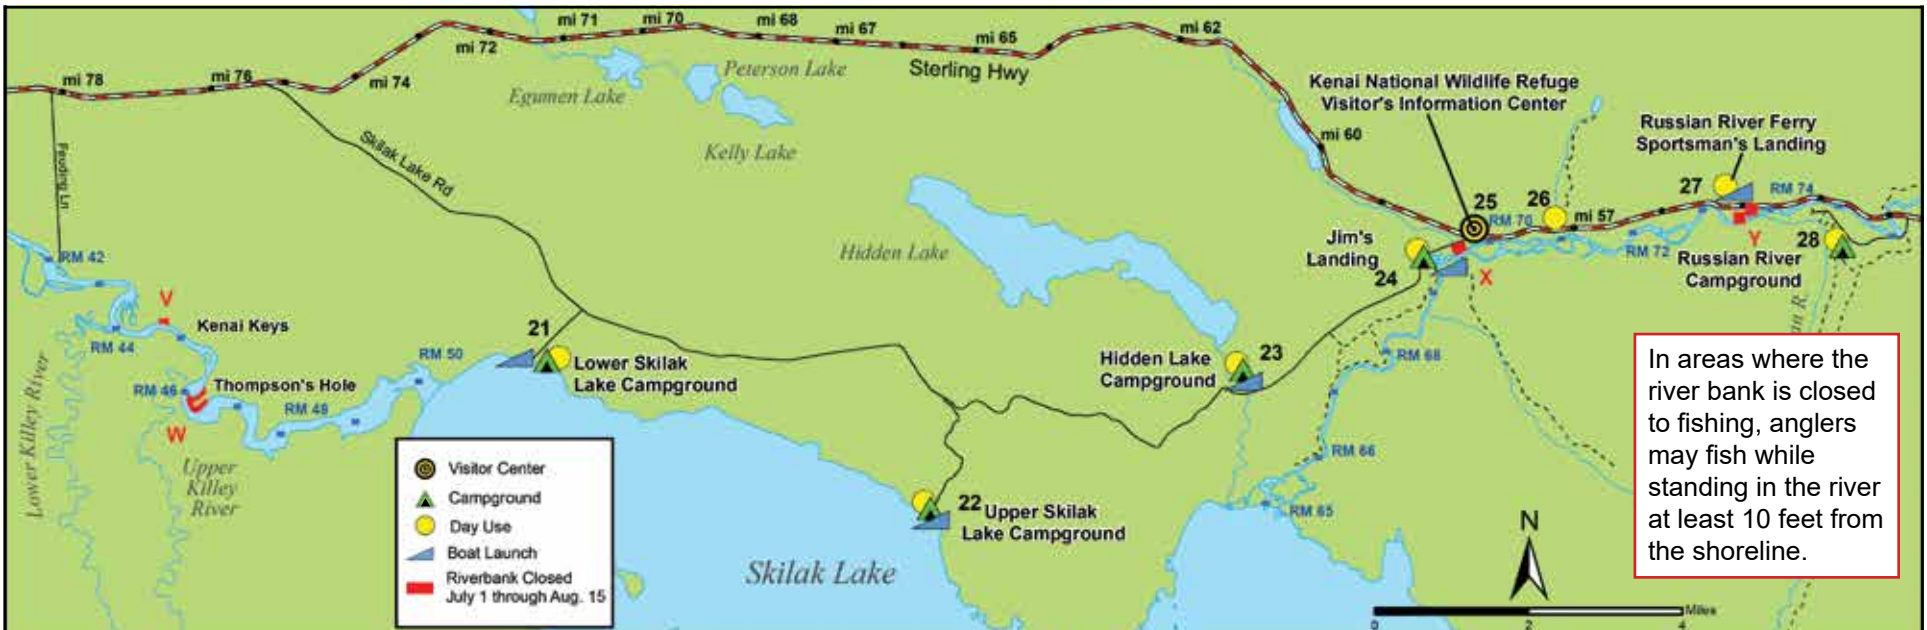 mi 78
mi 76
mi 74
mi 72
mi 71
mi 70
mi 68
mi 67
mi 65
mi 62
Sterling Hwy
Peterson Lake
Egumen Lake
Kelly Lake
Skilak Lake Rd
Feuding Ln
mi 60
Kenai National Wildlife Refuge
Visitor's Information Center
Russian River Ferry
Sportsman's Landing
25
RM 70
26
mi 57
27
RM 74
Y
28
RM 72
Russian River
Campground
an R.
Jim's
Landing
24
X
Hidden Lake
RM 42
V
Kenai Keys
RM 44
RM 46
Thompson's Hole
W
RM 48
RM 50
Lower Killey River
Upper
Killey
River
21
Lower Skilak
Lake Campground
Hidden Lake
Campground
23
RM 68
RM 66
RM 65
22
Upper Skilak
Lake Campground
Skilak Lake
Visitor Center
Campground
Day Use
Boat Launch
Riverbank Closed
July 1 through Aug. 15
In areas where the
river bank is closed
to fishing, anglers
may fish while
standing in the river
at least 10 feet from
the shoreline.
N
Miles
0
2
4